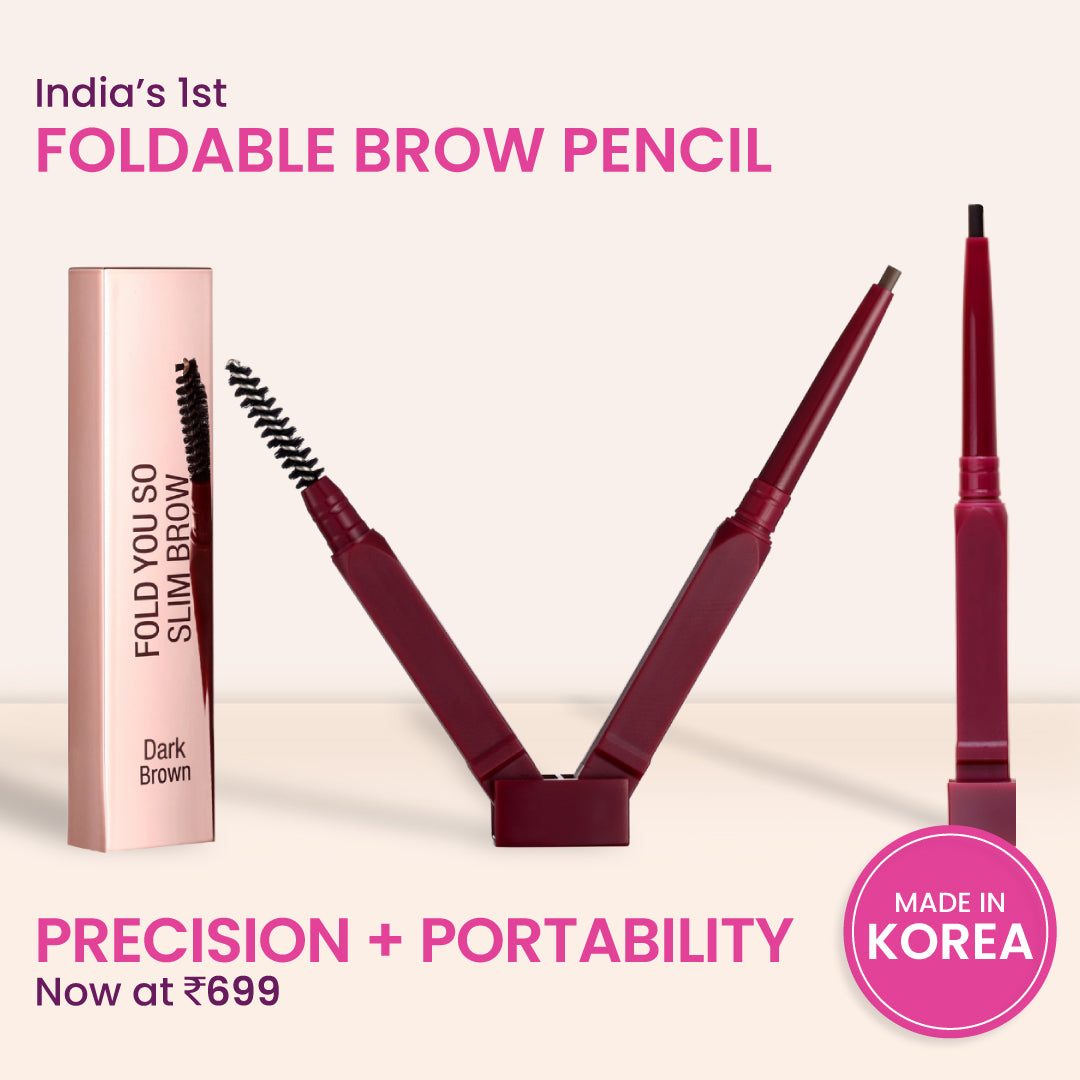 India's 1st
FOLDABLE BROW PENCIL
FOLD YOU SO
SLIM BROW
Dark
Brown
PRECISION + PORTABILITY
Now at ₹699
MADE IN
KOREA